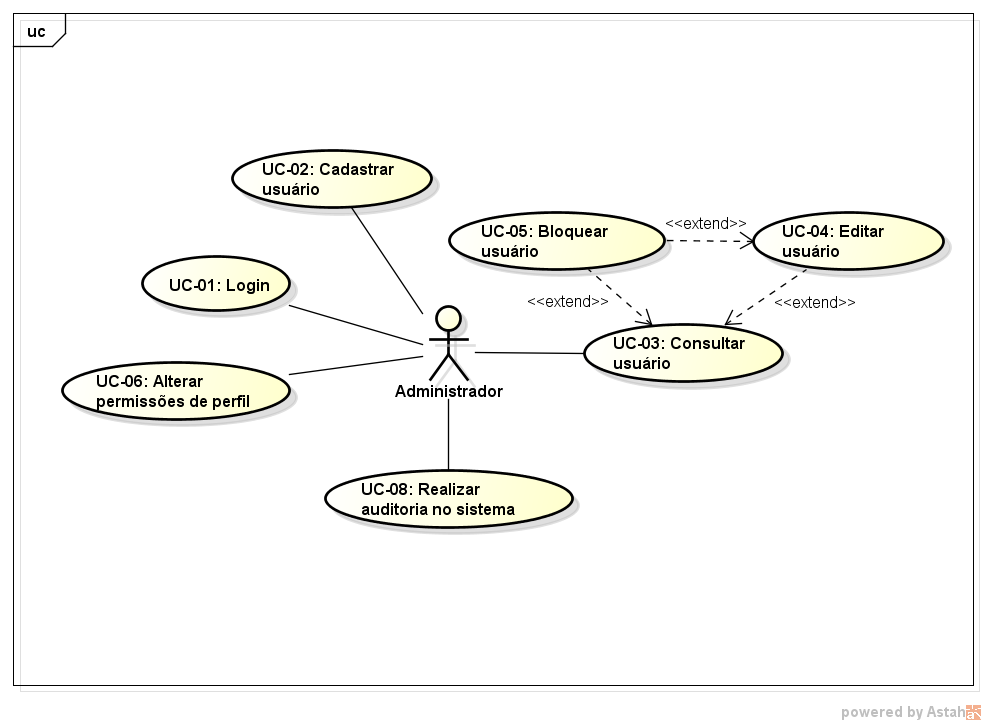 uc
UC-02: Cadastrar
usuário
UC-05: Bloquear
usuário
<<extend>>
UC-04: Editar
usuário
UC-01: Login
<<extend>>
<<extend>>
UC-03: Consultar
usuário
UC-06: Alterar
permissões de perfil
Administrador
UC-08: Realizar
auditoria no sistema
powered by Astah